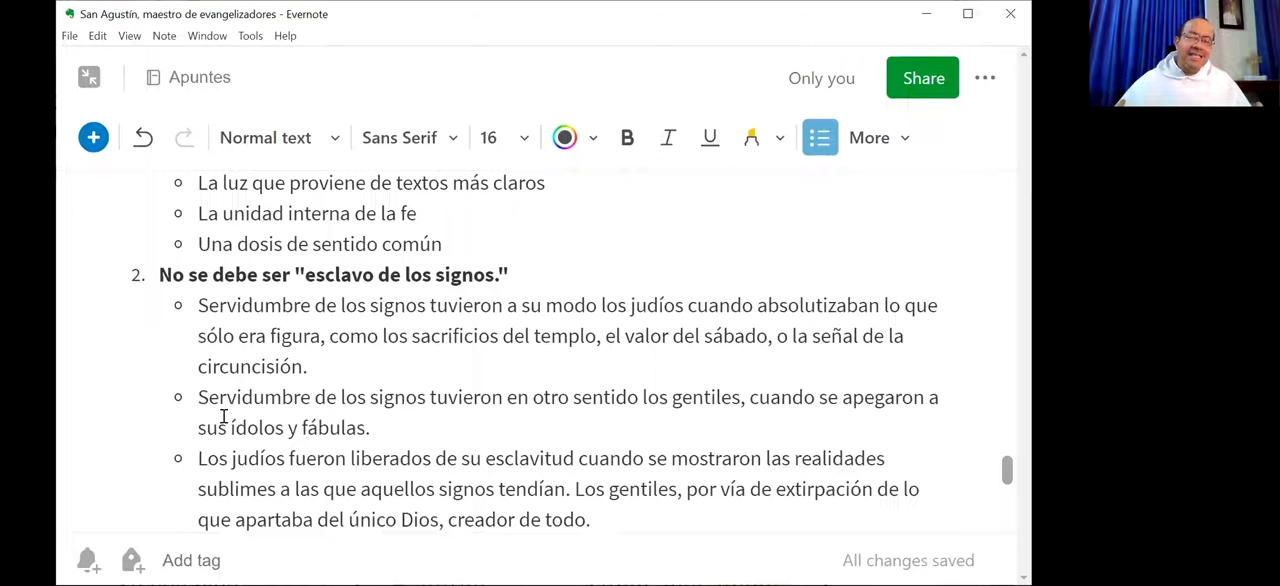 San Agustín, maestro de evangelizadores - Evernote
File Edit View Note Window Tools Help
Apuntes Only you Share
Normal text Sans Serif 16 B I U More
La luz que proviene de textos más claros
La unidad interna de la fe
Una dosis de sentido común
2. No se debe ser "esclavo de los signos."
Servidumbre de los signos tuvieron a su modo los judíos cuando absolutizaban lo que
sólo era figura, como los sacrificios del templo, el valor del sábado, o la señal de la
circuncisión.
Servidumbre de los signos tuvieron en otro sentido los gentiles, cuando se apegaron a
sus ídolos y fábulas.
Los judíos fueron liberados de su esclavitud cuando se mostraron las realidades
sublimes a las que aquellos signos tendían. Los gentiles, por vía de extirpación de lo
que apartaba del único Dios, creador de todo.
Add tag All changes saved